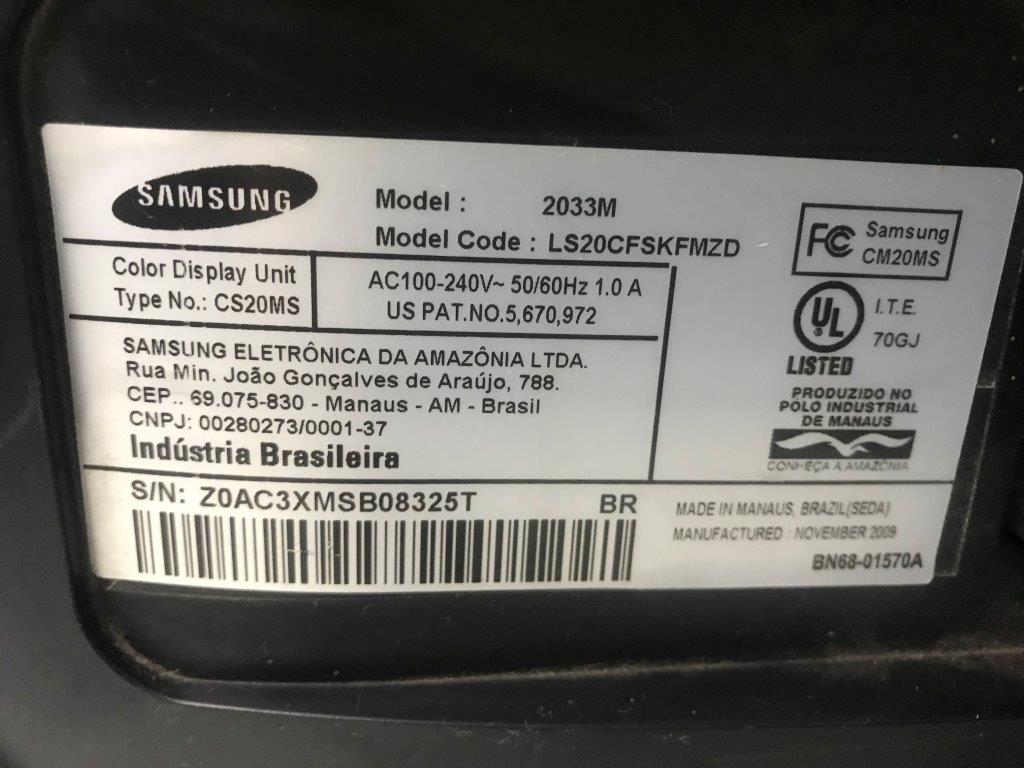 SAMSUNG
Model : 2033M
Model Code : LS20CFSKFMZD
Color Display Unit
Type No.: CS20MS
AC100-240V~ 50/60Hz 1.0 A
US PAT.NO.5,670,972
FC Samsung
CM20MS
UL
LISTED
I.T.E.
70GJ
SAMSUNG ELETRÔNICA DA AMAZÔNIA LTDA.
Rua Min. João Gonçalves de Araújo, 788.
CEP.. 69.075-830 - Manaus - AM - Brasil
CNPJ: 00280273/0001-37
Indústria Brasileira
PRODUZIDO NO
PÓLO INDUSTRIAL
DE MANAUS
CONHEÇA A AMAZÔNIA
S/N: Z0AC3XMSB08325T BR
MADE IN MANAUS, BRAZIL(SEDA)
MANUFACTURED : NOVEMBER 2009
BN68-01570A